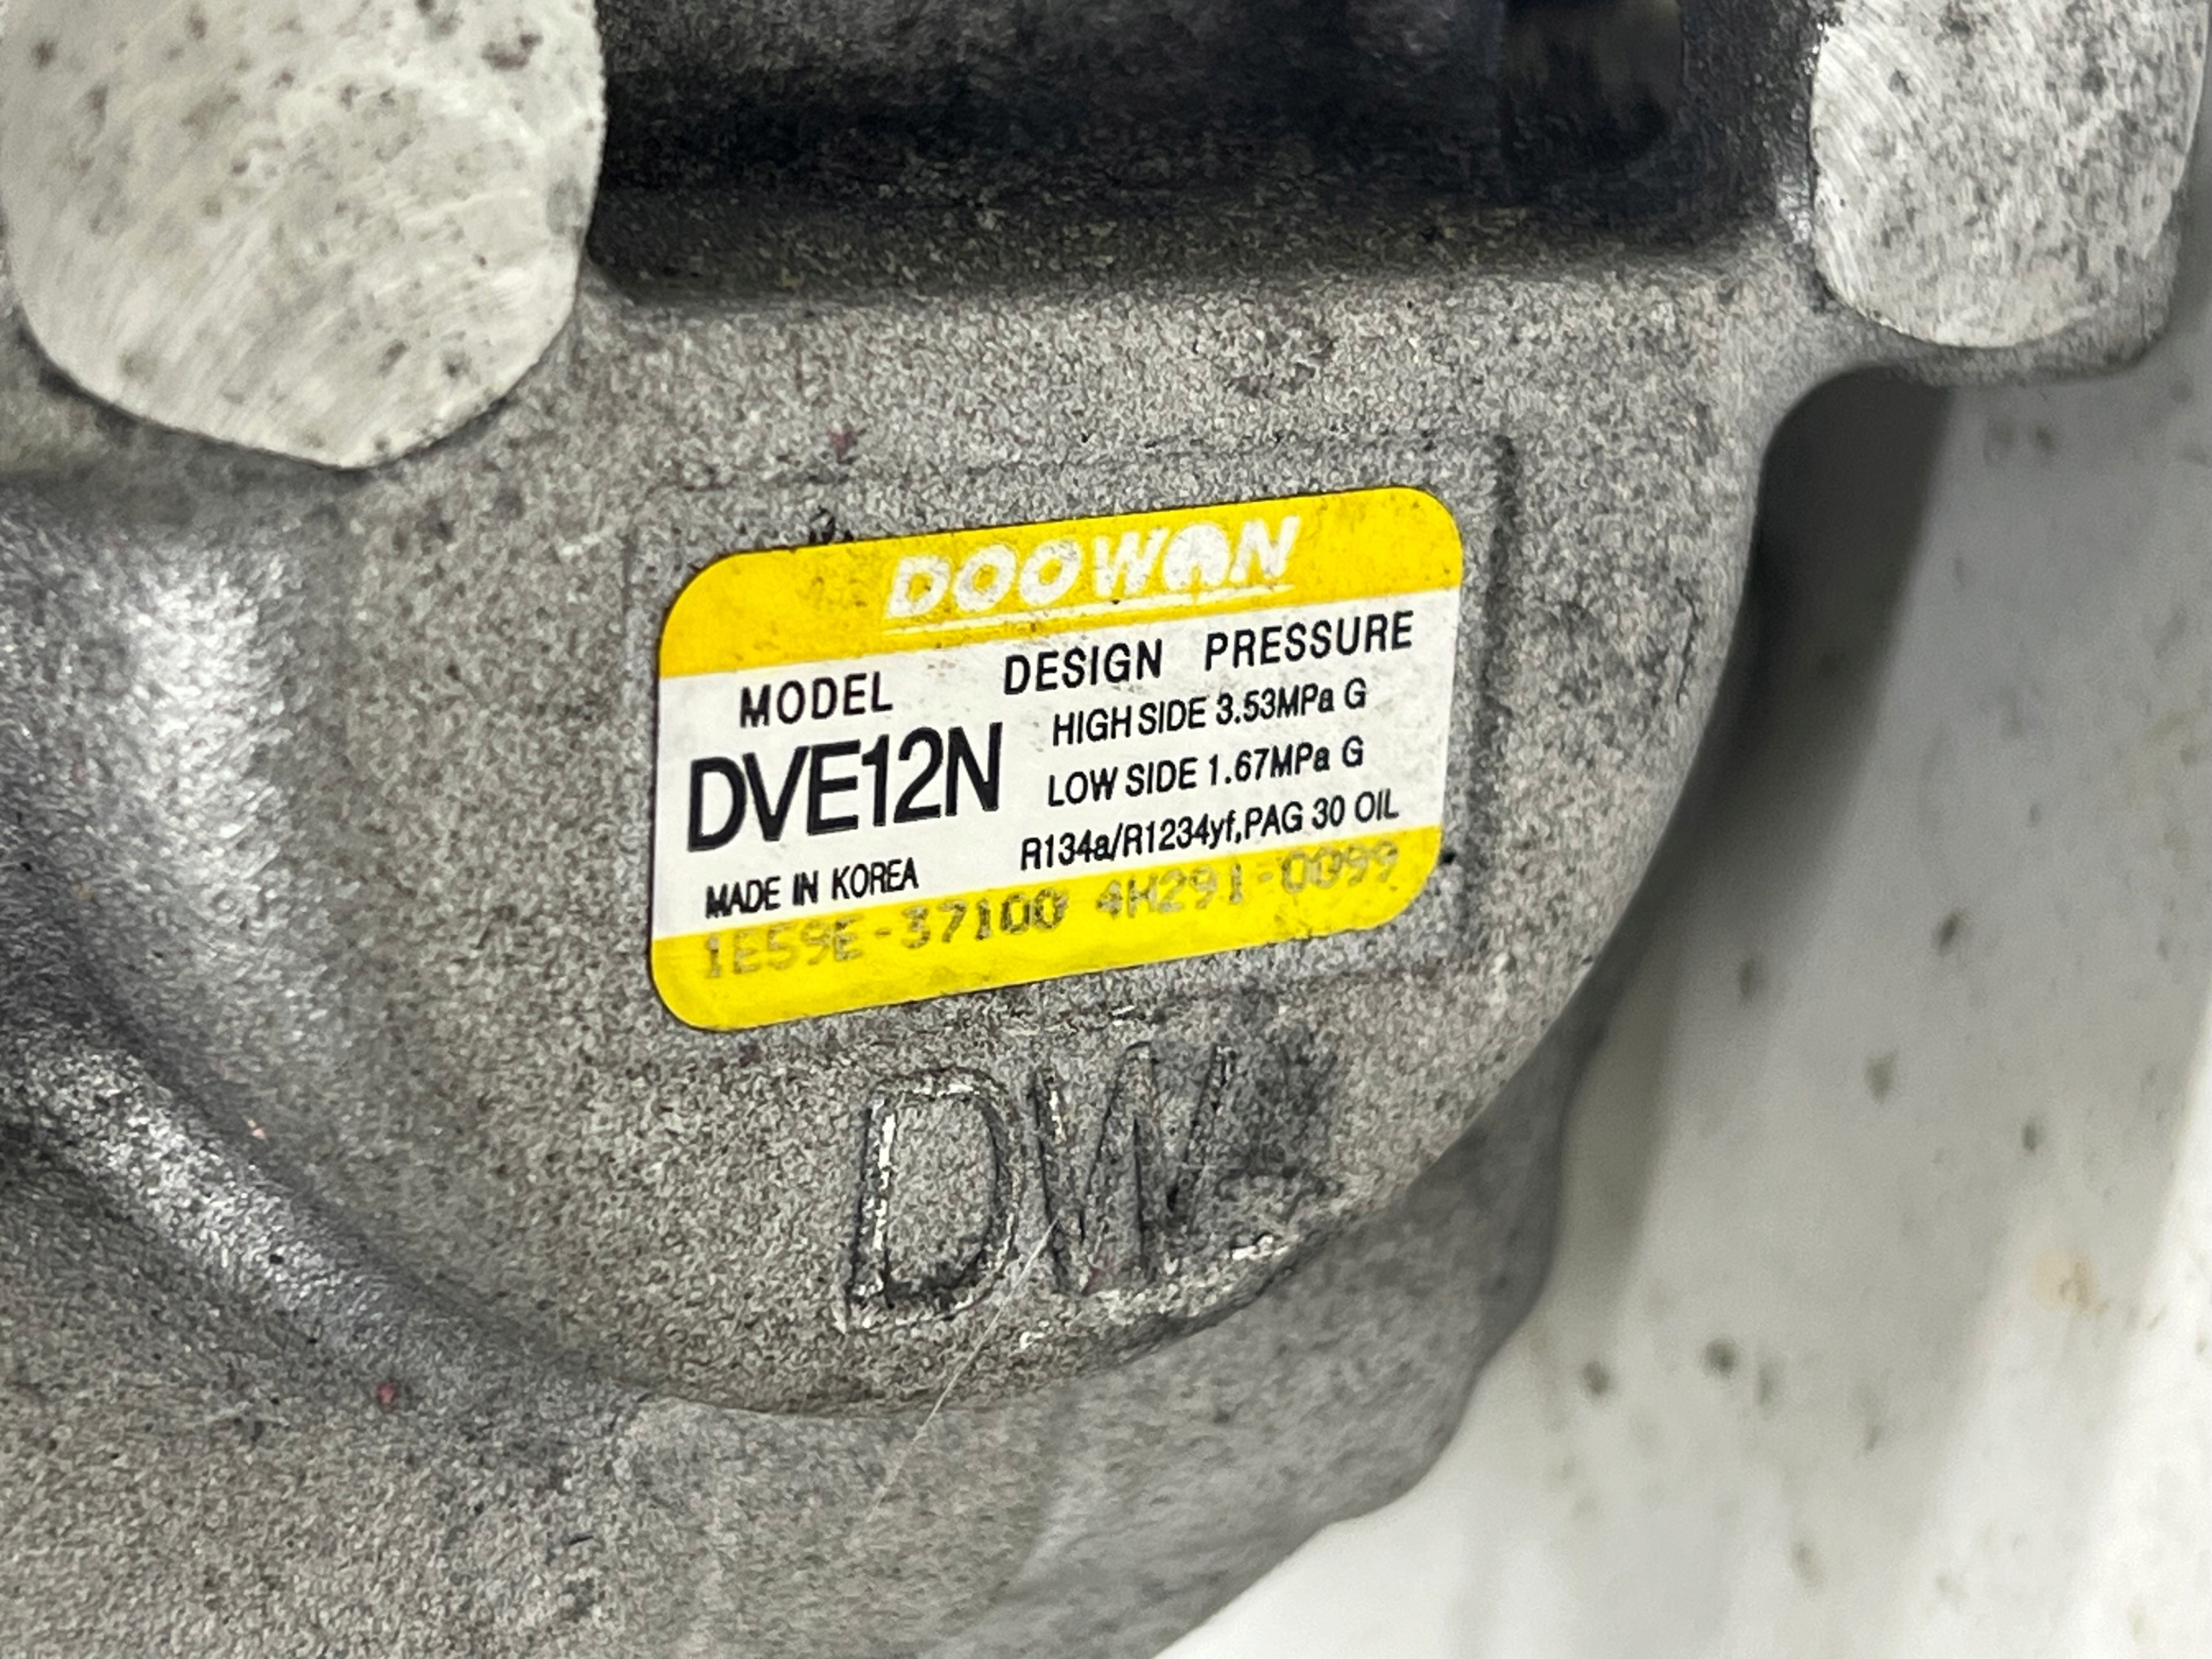 DOOWON
MODEL DESIGN PRESSURE
DVE12N HIGH SIDE 3.53MPa G
LOW SIDE 1.67MPa G
MADE IN KOREA R134a/R1234yf,PAG 30 OIL
1E59E-37100 4H291-0099
DW